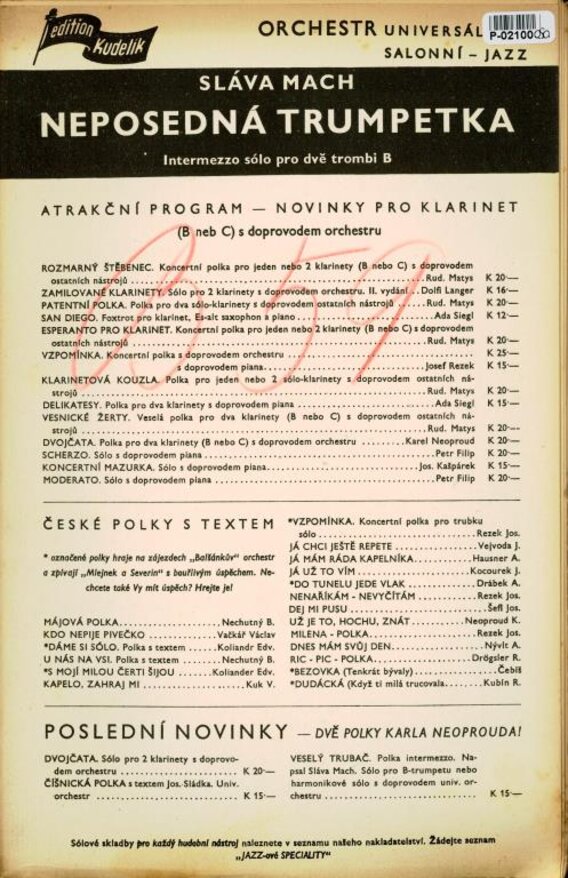 edition
Kudelík
ORCHESTR UNIVERSÁL
SALONNÍ – JAZZ
P-02100
SLÁVA MACH
NEPOSEDNÁ TRUMPETKA
Intermezzo sólo pro dvě trombi B
ATRAKČNÍ PROGRAM — NOVINKY PRO KLARINET
(B neb C) s doprovodem orchestru
B 59
ROZMARNÝ ŠTĚBENEC. Koncertní polka pro jeden nebo 2 klarinety (B nebo C) s doprovodem
ostatních nástrojů Rud. Matys K 20·—
ZAMILOVANÉ KLARINETY. Sólo pro 2 klarinety s doprovodem orchestru. II. vydání Dolfi Langer K 16·—
PATENTNÍ POLKA. Polka pro dva sólo-klarinety s doprovodem ostatních nástrojů Rud. Matys K 20·—
SAN DIEGO. Foxtrot pro klarinet, Es-alt saxophon a piano Ada Siegl K 12·—
ESPERANTO PRO KLARINET. Koncertní polka pro jeden nebo 2 klarinety (B nebo C) s doprovodem
ostatních nástrojů Rud. Matys K 20·—
VZPOMÍNKA. Koncertní polka s doprovodem orchestru K 25·—
s doprovodem piana Josef Rezek K 15·—
KLARINETOVÁ KOUZLA. Polka pro jeden nebo 2 sólo-klarinety s doprovodem ostatních ná-
strojů Rud. Matys K 20·—
DELIKATESY. Polka pro dva klarinety s doprovodem piana Ada Siegl K 15·—
VESNICKÉ ŽERTY. Veselá polka pro dva klarinety (B nebo C) s doprovodem ostatních ná-
strojů Rud. Matys K 20·—
DVOJČATA. Polka pro dva klarinety (B nebo C) s doprovodem orchestru Karel Neoproud K 20·—
SCHERZO. Sólo s doprovodem piana Petr Filip K 20·—
KONCERTNÍ MAZURKA. Sólo s doprovodem piana Jos. Kašpárek K 15·—
MODERATO. Sólo s doprovodem piana Petr Filip K 20·—
ČESKÉ POLKY S TEXTEM
* označené polky hraje na zájezdech „Balšánkův" orchestr
a zpívají „Mlejnek a Severin" s bouřlivým úspěchem. Ne-
chcete také Vy mít úspěch? Hrejte je!
MÁJOVÁ POLKA Nechutný B.
KDO NEPIJE PIVEČKO Vačkář Václav
*DÁME SI SÓLO. Polka s textem Koliandr Edv.
U NÁS NA VSI. Polka s textem Nechutný B.
*S MOJÍ MILOU ČERTI ŠIJOU Koliander Edv.
KAPELO, ZAHRAJ MI Kuk V.
*VZPOMÍNKA. Koncertní polka pro trubku
sólo Rezek Jos.
JÁ CHCI JEŠTĚ REPETE Vejvoda J.
JÁ MÁM RÁDA KAPELNÍKA Hausner A.
JÁ UŽ TO VÍM Kocourek J.
*DO TUNELU JEDE VLAK Drábek A.
NENAŘÍKÁM - NEVYČÍTÁM Rezek Jos.
DEJ MI PUSU Šefl Jos.
UŽ JE TO, HOCHU, ZNÁT Neoproud K.
MILENA - POLKA Rezek Jos.
DNES MÁM SVŮJ DEN Nývlt A.
RIC - PIC - POLKA Drögsler R.
*BEZOVKA (Tenkrát bývaly) Čebiš
*DUDÁCKÁ (Když ti milá trucovala Kubín R.
POSLEDNÍ NOVINKY — DVĚ POLKY KARLA NEOPROUDA!
DVOJČATA. Sólo pro 2 klarinety s doprovo-
dem orchestru K 20·—
ČÍŠNICKÁ POLKA s textem Jos. Sládka. Univ.
orchestr K 15·—
VESELÝ TRUBAČ. Polka intermezzo. Na-
psal Sláva Mach. Sólo pro B-trumpetu nebo
harmonikové sólo s doprovodem univ. or-
chestru K 15·—
Sólové skladby pro každý hudební nástroj naleznete v seznamu našeho nakladatelství. Žádejte seznam
„JAZZ-ové SPECIALITY"